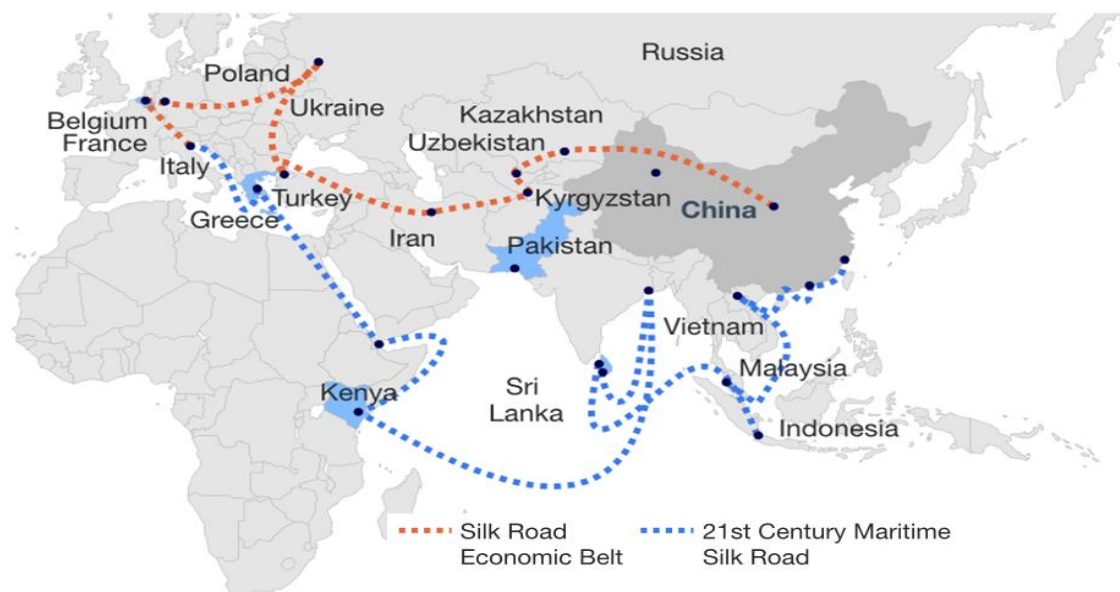 Russia
Poland
Ukraine
Kazakhstan
Belgium
France
Uzbekistan
Italy
Turkey
Kyrgyzstan
China
Greece
Iran
Pakistan
Vietnam
Malaysia
Kenya
Sri
Lanka
Indonesia
Silk Road
Economic Belt
21st Century Maritime
Silk Road